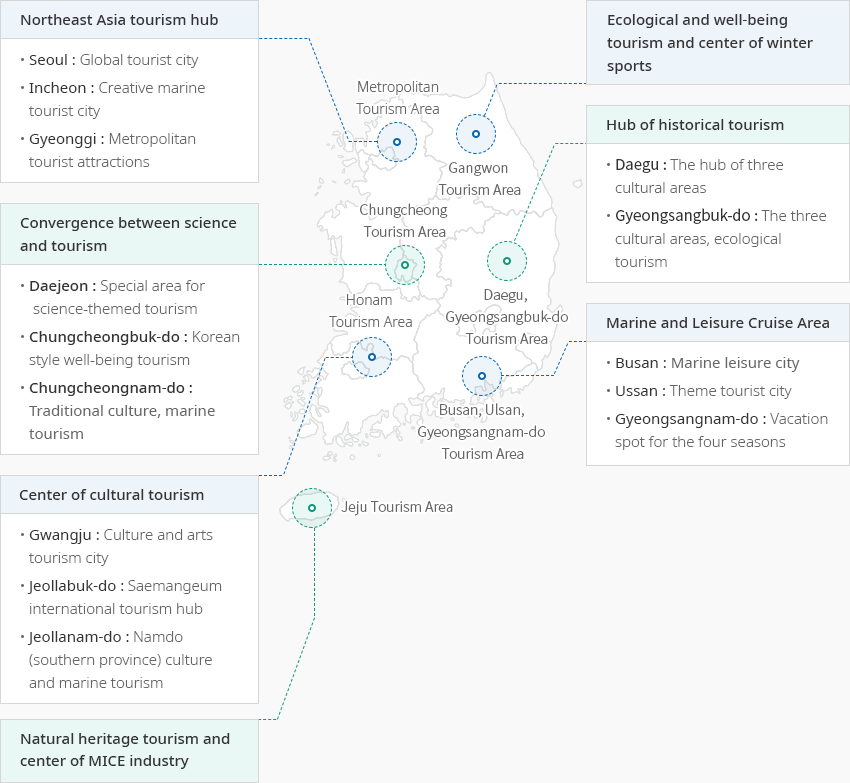 Northeast Asia tourism hub
• Seoul : Global tourist city
• Incheon : Creative marine
tourist city
• Gyeonggi : Metropolitan
tourist attractions
Convergence between science
and tourism
• Daejeon : Special area for
science-themed tourism
• Chungcheongbuk-do : Korean
style well-being tourism
• Chungcheongnam-do :
Traditional culture, marine
tourism
Center of cultural tourism
• Gwangju : Culture and arts
tourism city
• Jeollabuk-do : Saemangeum
international tourism hub
• Jeollanam-do : Namdo
(southern province) culture
and marine tourism
Natural heritage tourism and
center of MICE industry
Metropolitan
Tourism Area
Gangwon
Tourism Area
Chungcheong
Tourism Area
Honam
Tourism Area
Daegu,
Gyeongsangbuk-do
Tourism Area
Busan, Ulsan,
Gyeongsangnam-do
Tourism Area
Jeju Tourism Area
Ecological and well-being
tourism and center of winter
sports
Hub of historical tourism
• Daegu : The hub of three
cultural areas
• Gyeongsangbuk-do : The three
cultural areas, ecological
tourism
Marine and Leisure Cruise Area
• Busan : Marine leisure city
• Ussan : Theme tourist city
• Gyeongsangnam-do : Vacation
spot for the four seasons